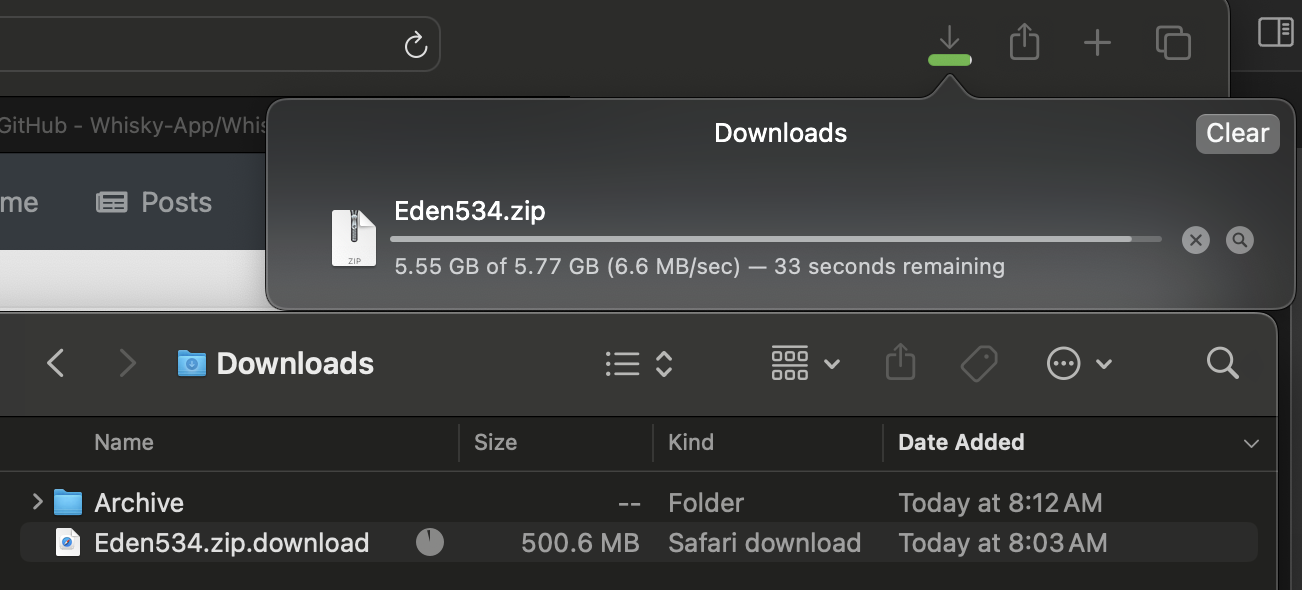 GitHub - Whisky-App/Whis
Downloads
Clear
me
Posts
Eden534.zip
ZIP
5.55 GB of 5.77 GB (6.6 MB/sec) — 33 seconds remaining
Downloads
Name Size Kind Date Added
Archive -- Folder Today at 8:12 AM
Eden534.zip.download 500.6 MB Safari download Today at 8:03 AM